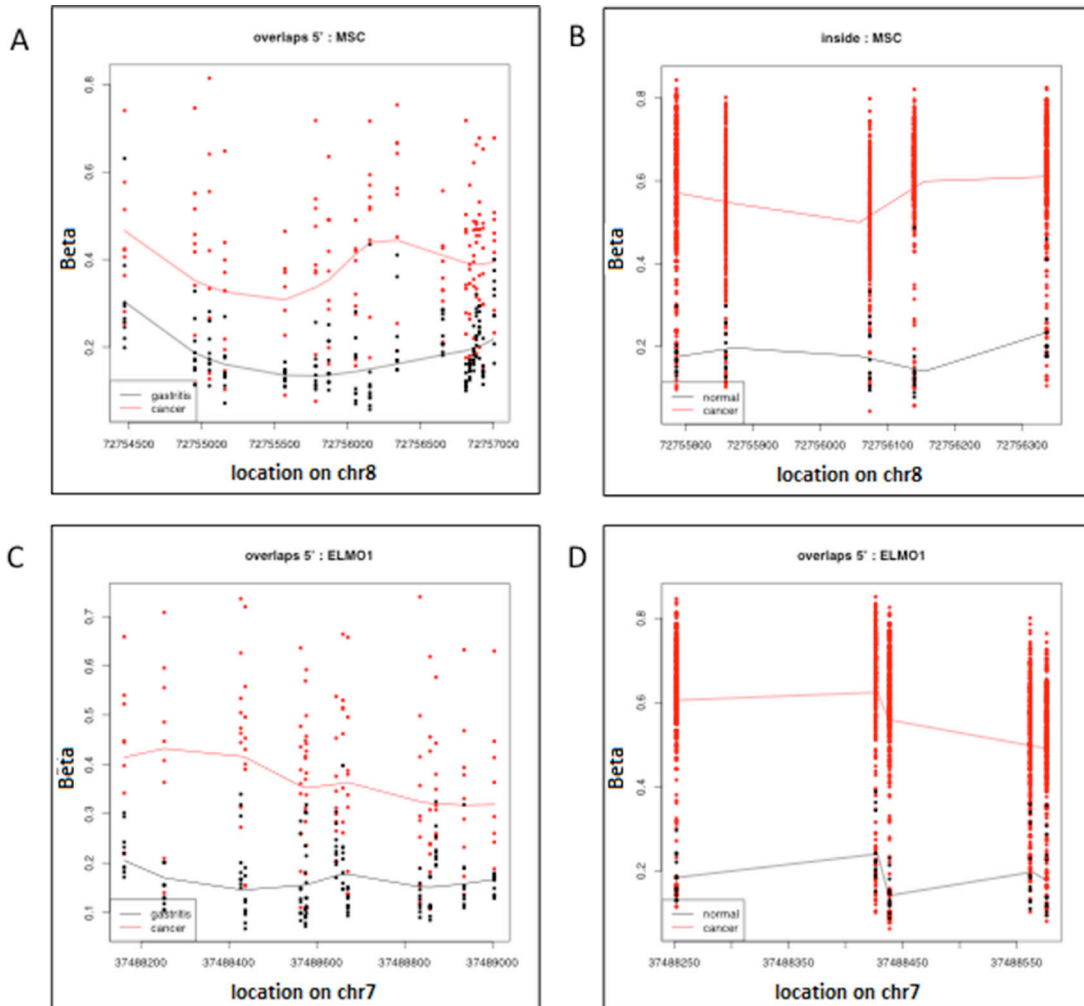 A
overlaps 5' : MSC
Beta
0.8
0.6
0.4
0.2
gastritis
cancer
72754500 72755000 72755500 72756000 72756500 72757000
location on chr8
B
inside : MSC
Beta
0.8
0.6
0.4
0.2
normal
cancer
72755800 72755900 72756000 72756100 72756200 72756300
location on chr8
C
overlaps 5' : ELMO1
Beta
0.7
0.6
0.5
0.4
0.3
0.2
0.1
gastritis
cancer
37488200 37488400 37488600 37488800 37489000
location on chr7
D
overlaps 5' : ELMO1
Beta
0.8
0.6
0.4
0.2
normal
cancer
37488250 37488350 37488450 37488550
location on chr7